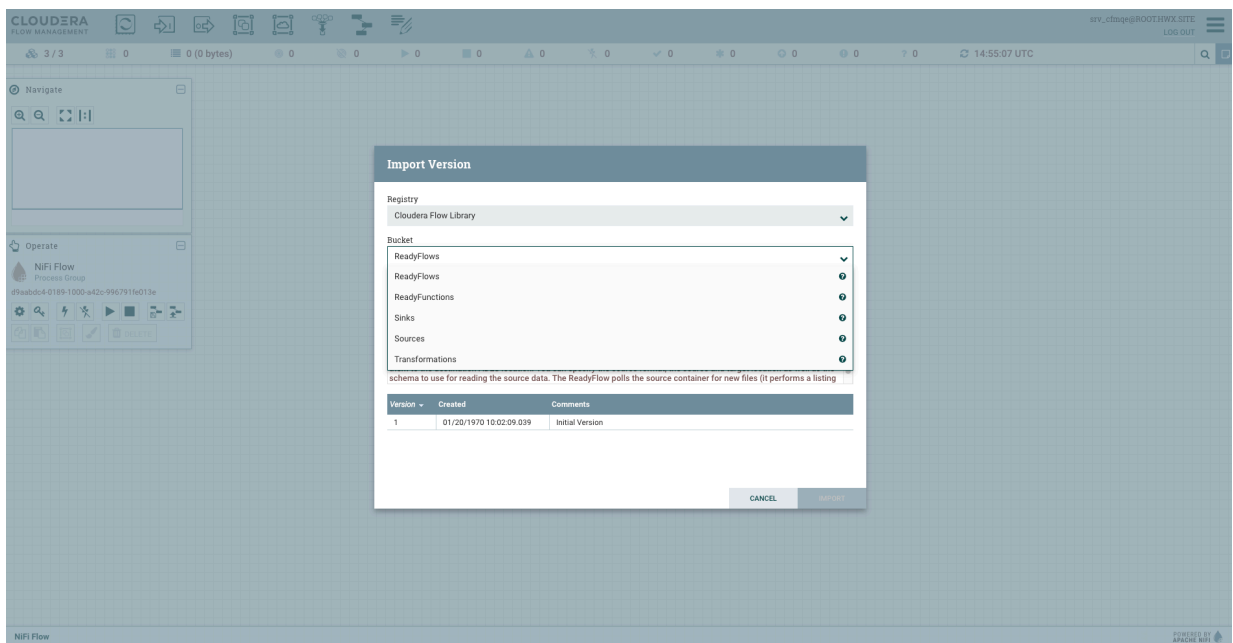 CLOUDERA
FLOW MANAGEMENT
srv_cfmqe@ROOT.HWX.SITE
LOG OUT
3 / 3 0 0 (0 bytes) 0 0 0 0 0 0 0 0 0 0 0 14:55:07 UTC
Navigate
Operate
NiFi Flow
Process Group
d9aabdc4-0189-1000-a42c-996791fe013e
DELETE
Import Version
Registry
Cloudera Flow Library
Bucket
ReadyFlows
ReadyFlows
ReadyFunctions
Sinks
Sources
Transformations
schema to use for reading the source data. The ReadyFlow polls the source container for new files (it performs a listing
Version Created Comments
1 01/20/1970 10:02:09.039 Initial Version
CANCEL IMPORT
NiFi Flow
POWERED BY
APACHE NIFI